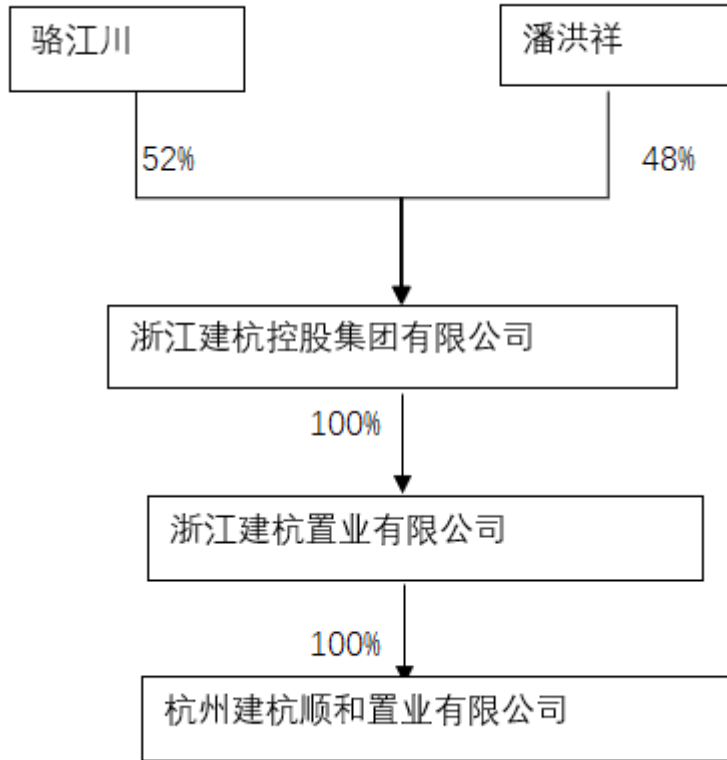 骆江川
潘洪祥
52%
48%
浙江建杭控股集团有限公司
100%
浙江建杭置业有限公司
100%
杭州建杭顺和置业有限公司